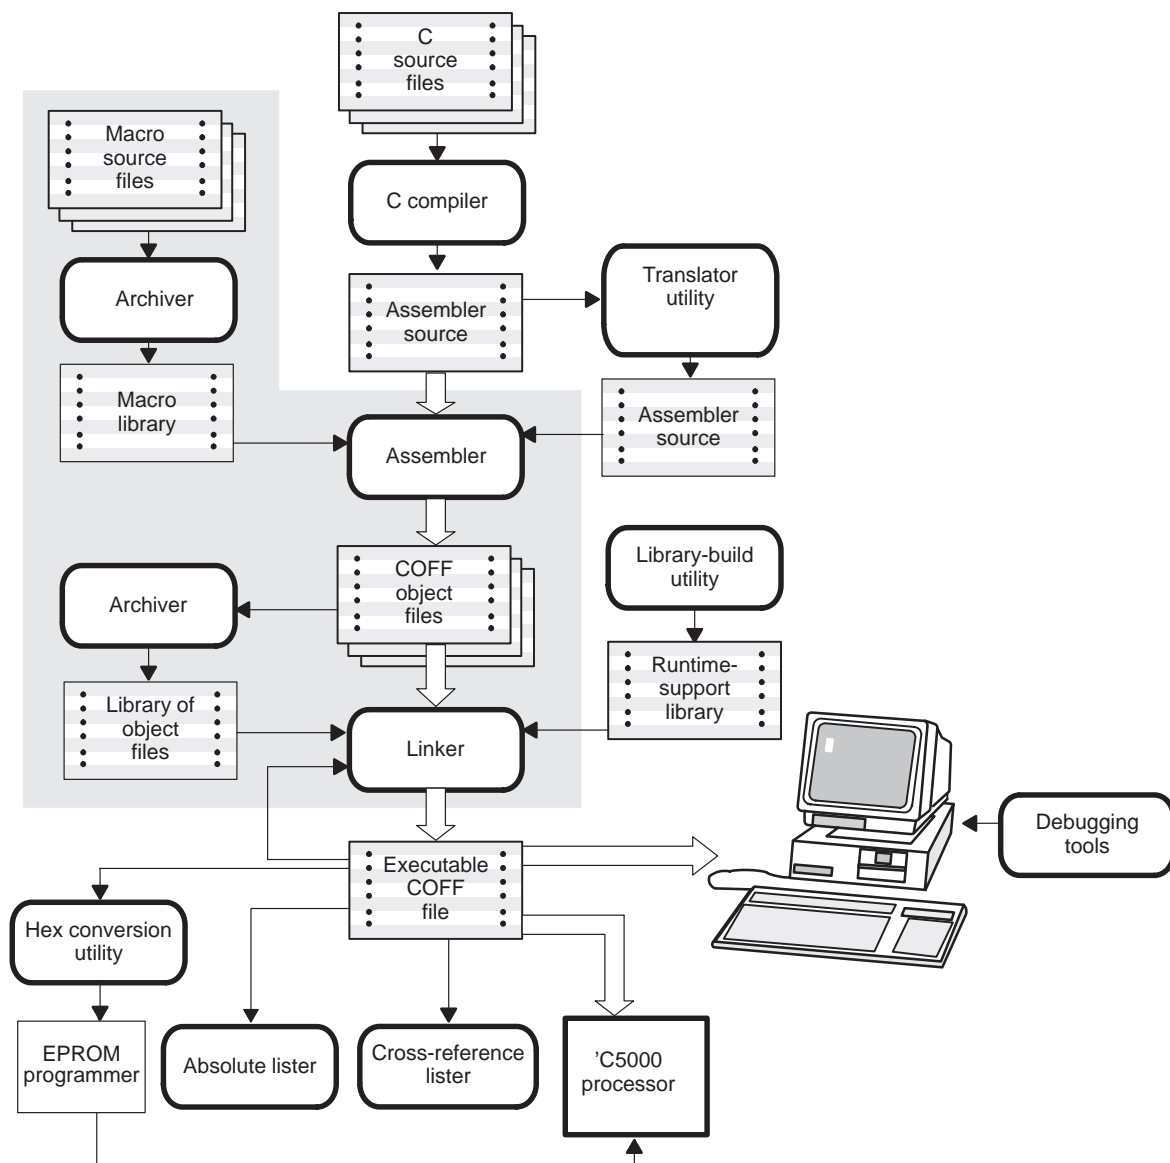 C
source
files
Macro
source
files
C compiler
Archiver
Assembler
source
Translator
utility
Macro
library
Assembler
Assembler
source
COFF
object
files
Library-build
utility
Archiver
Runtime-
support
library
Library of
object
files
Linker
Debugging
tools
Executable
COFF
file
Hex conversion
utility
EPROM
programmer
Absolute lister
Cross-reference
lister
'C5000
processor